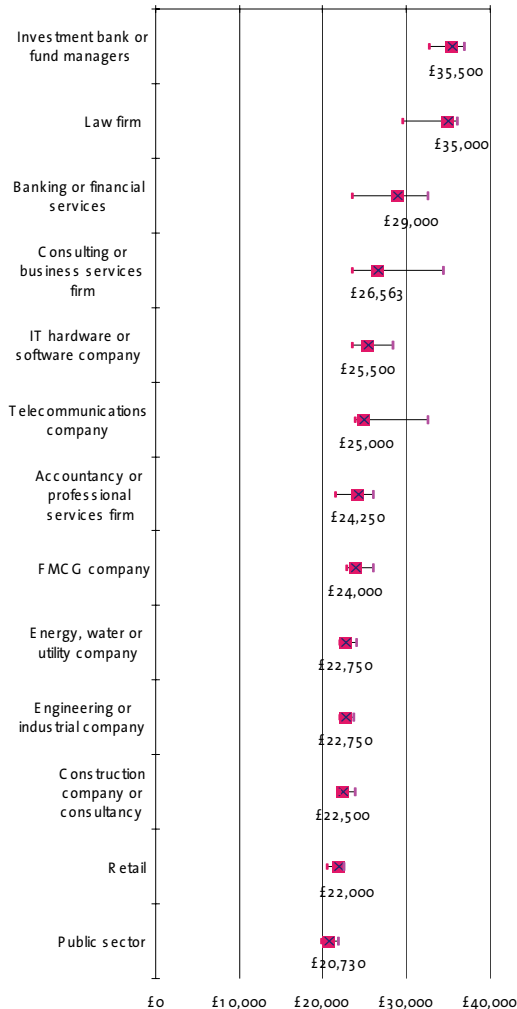 Investment bank or
fund managers
£35,500
Law firm
£35,000
Banking or financial
services
£29,000
Consulting or
business services
firm
£26,563
IT hardware or
software company
£25,500
Telecommunications
company
£25,000
Accountancy or
professional
services firm
£24,250
FMCG company
£24,000
Energy, water or
utility company
£22,750
Engineering or
industrial company
£22,750
Construction
company or
consultancy
£22,500
Retail
£22,000
Public sector
£20,730
£0 £10,000 £20,000 £30,000 £40,000